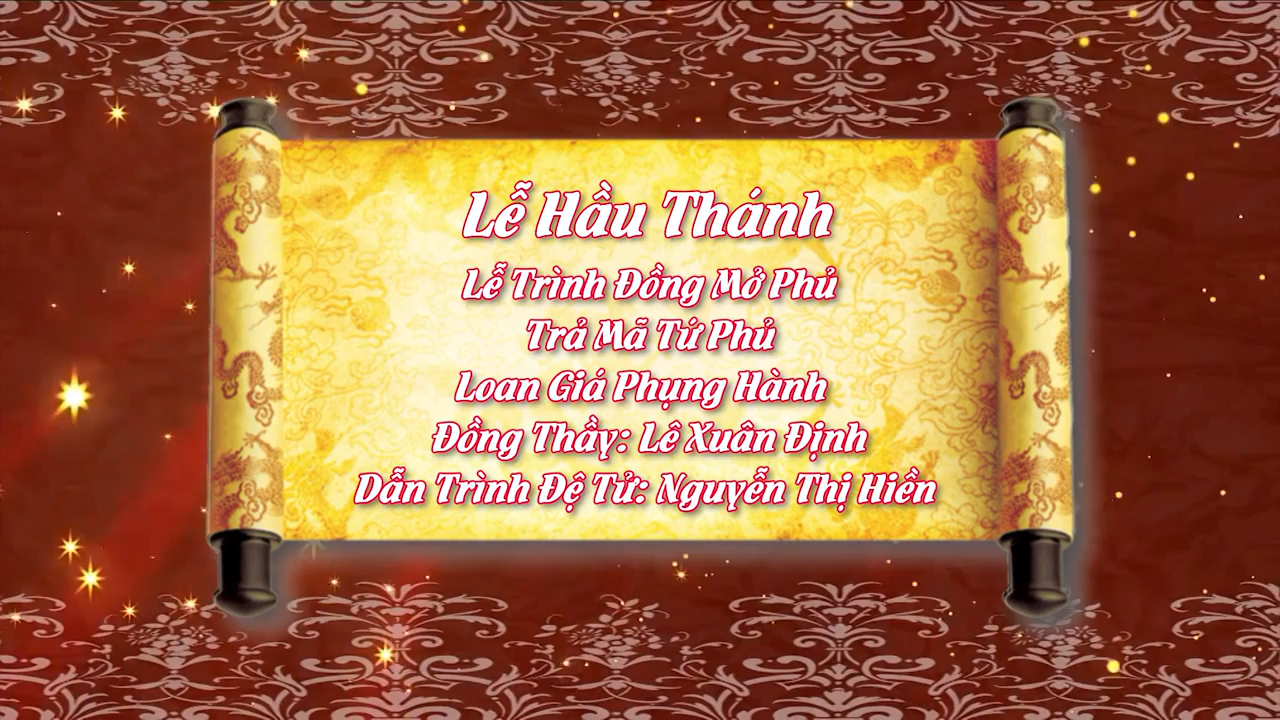 Lễ Hầu Thánh
Lễ Trình Đồng Mở Phủ
Trả Mã Tứ Phủ
Loan Giá Phụng Hành
Đồng Thầy: Lê Xuân Định
Dẫn Trình Đệ Tử: Nguyễn Thị Hiền